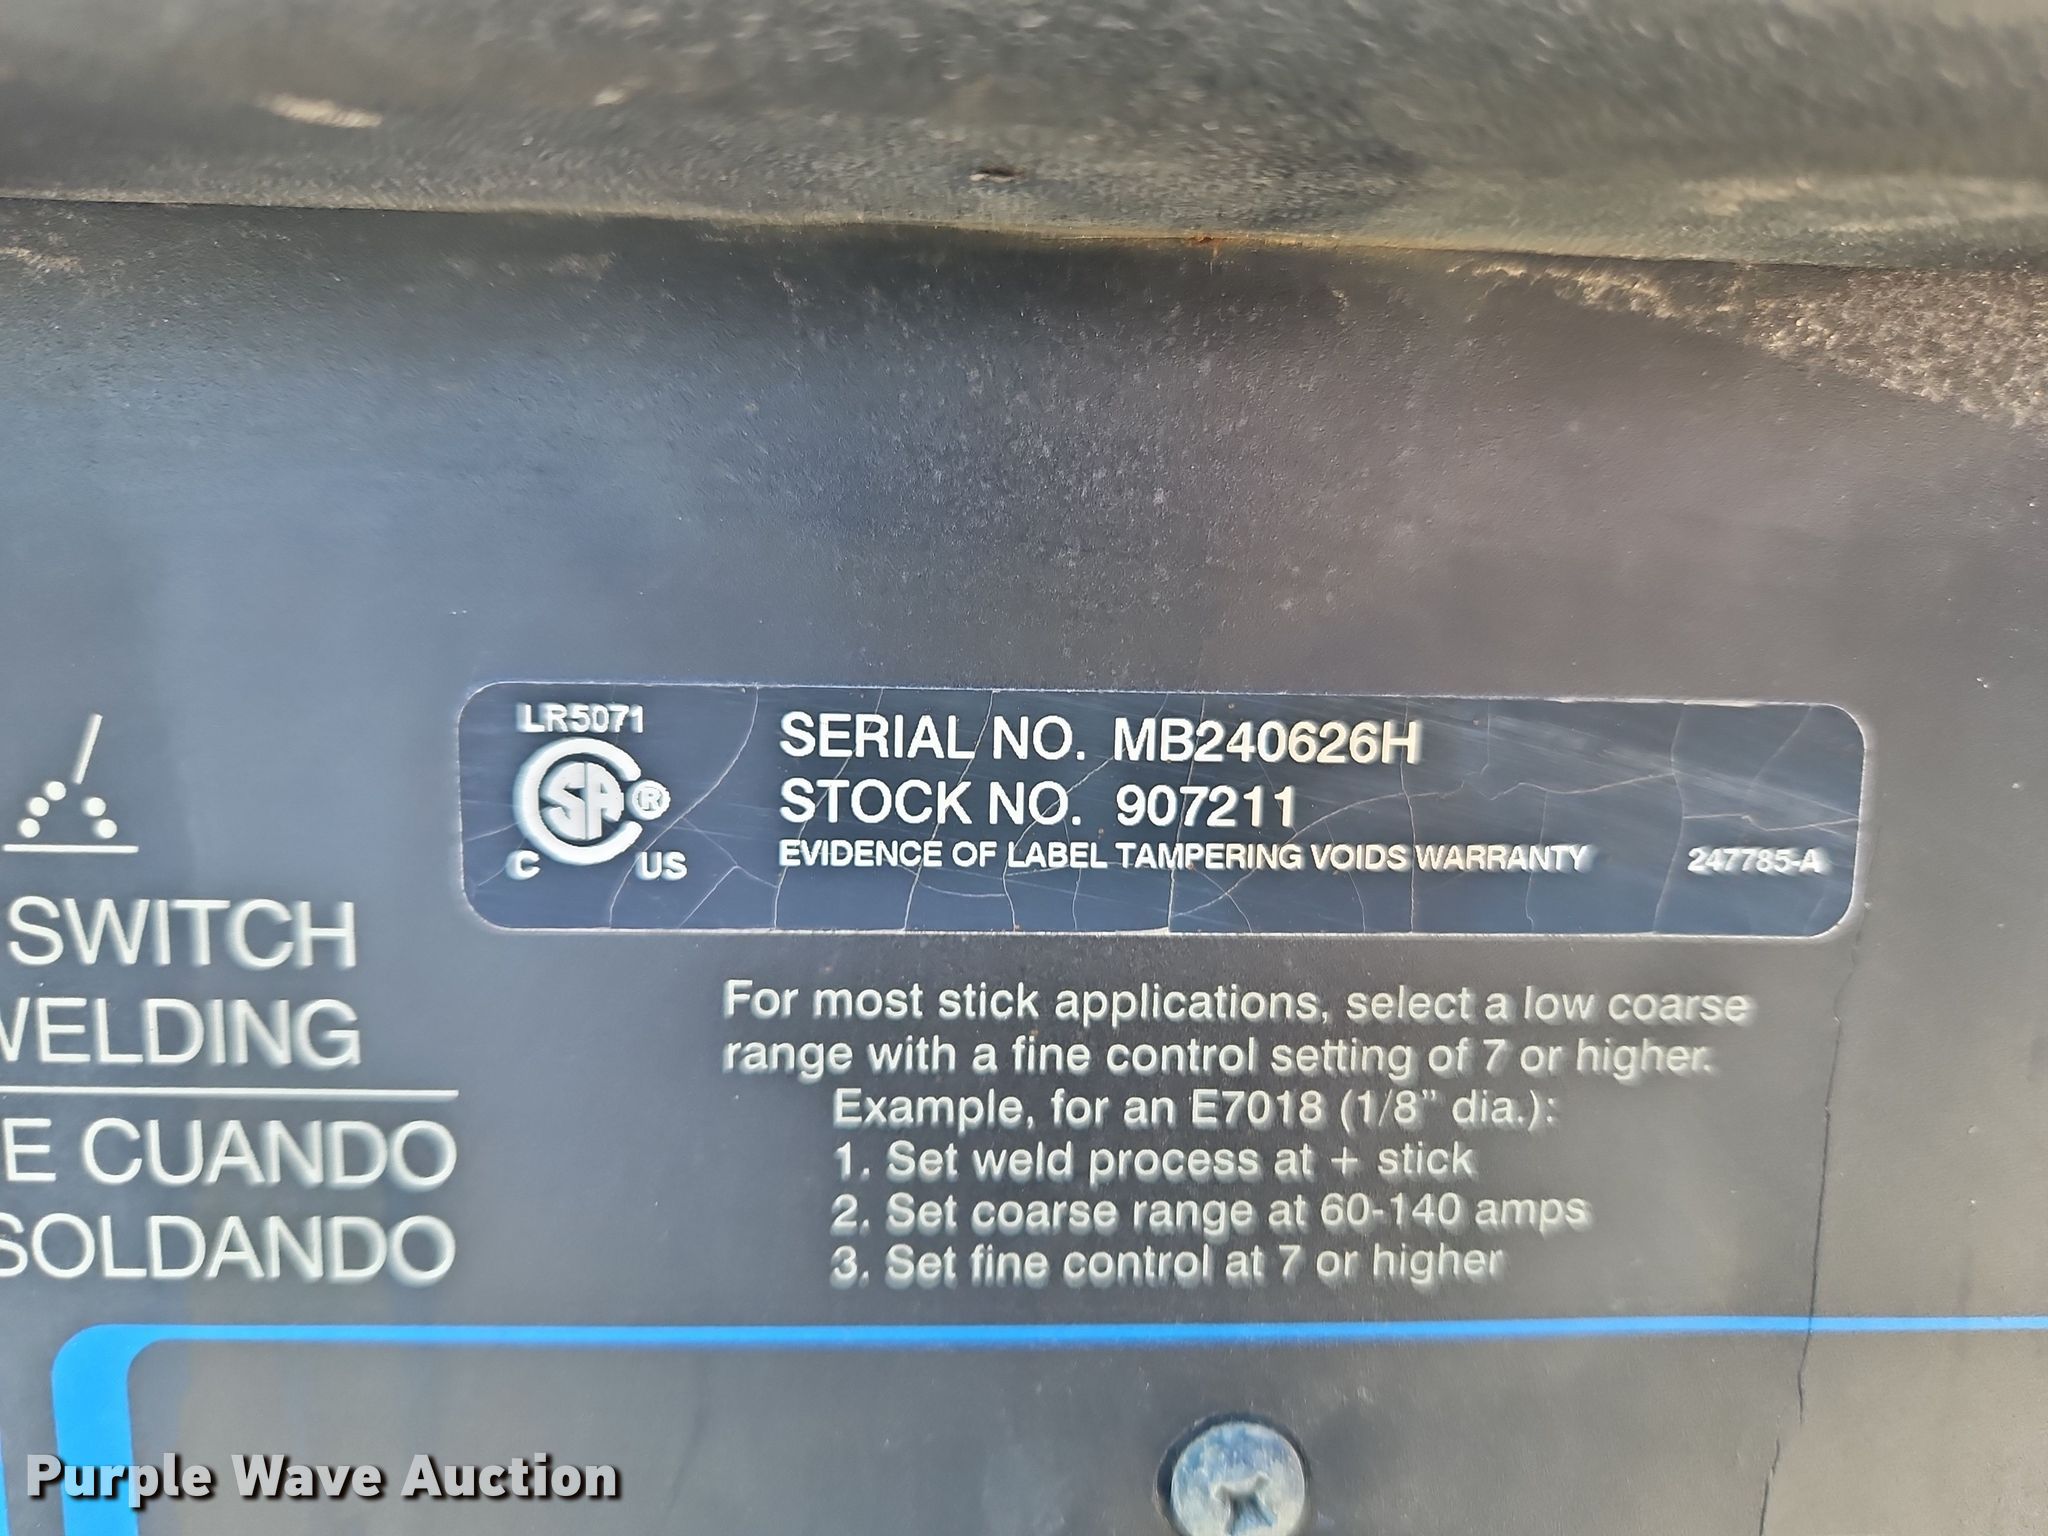 LR5071
CSA®
C US
SERIAL NO. MB240626H
STOCK NO. 907211
EVIDENCE OF LABEL TAMPERING VOIDS WARRANTY 247785-A
SWITCH
WELDING
E CUANDO
SOLDANDO
For most stick applications, select a low coarse
range with a fine control setting of 7 or higher.
Example, for an E7018 (1/8" dia.):
1. Set weld process at + stick
2. Set coarse range at 60-140 amps
3. Set fine control at 7 or higher
Purple Wave Auction